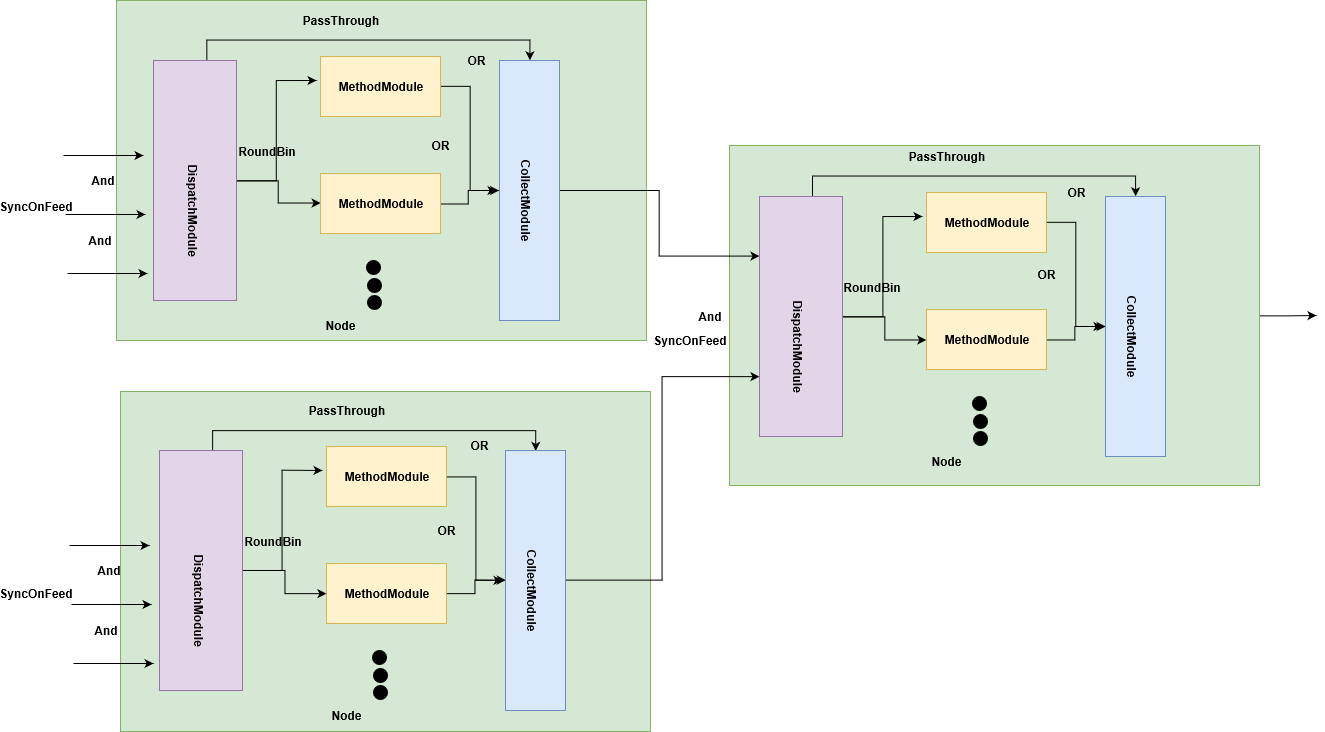 PassThrough
OR
MethodModule
OR
RoundBin
And
SyncOnFeed
And
DispatchModule
MethodModule
CollectModule
Node
PassThrough
OR
MethodModule
OR
RoundBin
And
SyncOnFeed
DispatchModule
MethodModule
CollectModule
Node
PassThrough
OR
MethodModule
OR
RoundBin
And
SyncOnFeed
And
DispatchModule
MethodModule
CollectModule
Node